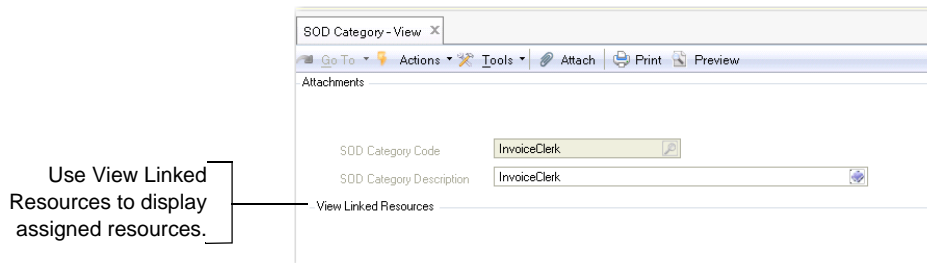 SOD Category - View X
Go To Actions Tools Attach Print Preview
Attachments
SOD Category Code InvoiceClerk
SOD Category Description InvoiceClerk
View Linked Resources
Use View Linked
Resources to display
assigned resources.